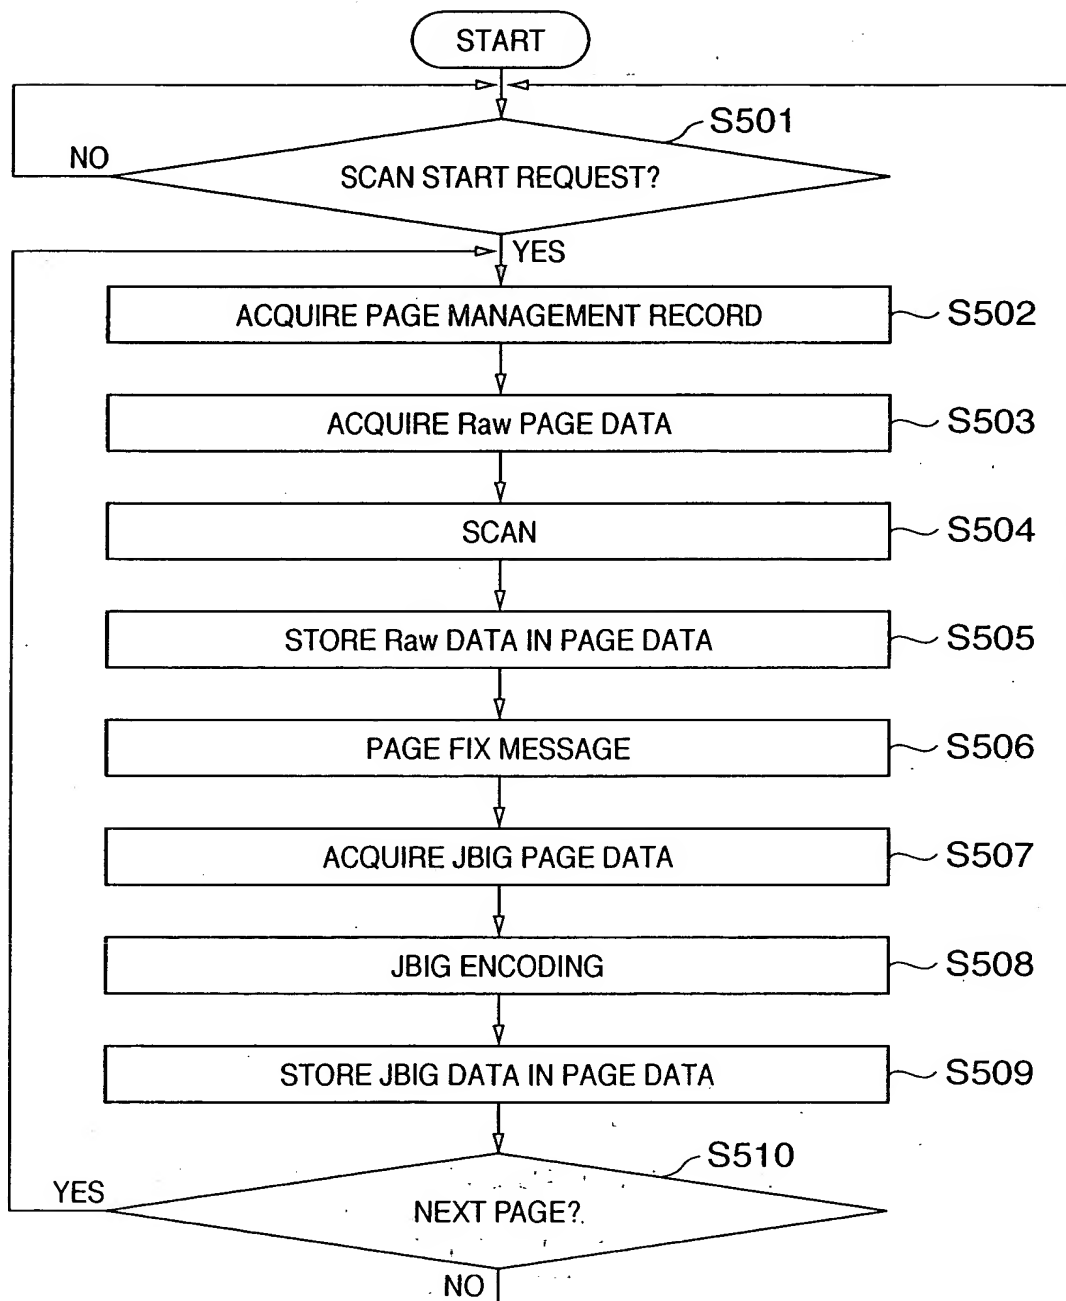 START
S501
NO
SCAN START REQUEST?
YES
ACQUIRE PAGE MANAGEMENT RECORD
S502
ACQUIRE Raw PAGE DATA
S503
SCAN
S504
STORE Raw DATA IN PAGE DATA
S505
PAGE FIX MESSAGE
S506
ACQUIRE JBIG PAGE DATA
S507
JBIG ENCODING
S508
STORE JBIG DATA IN PAGE DATA
S509
S510
YES
NEXT PAGE?
NO